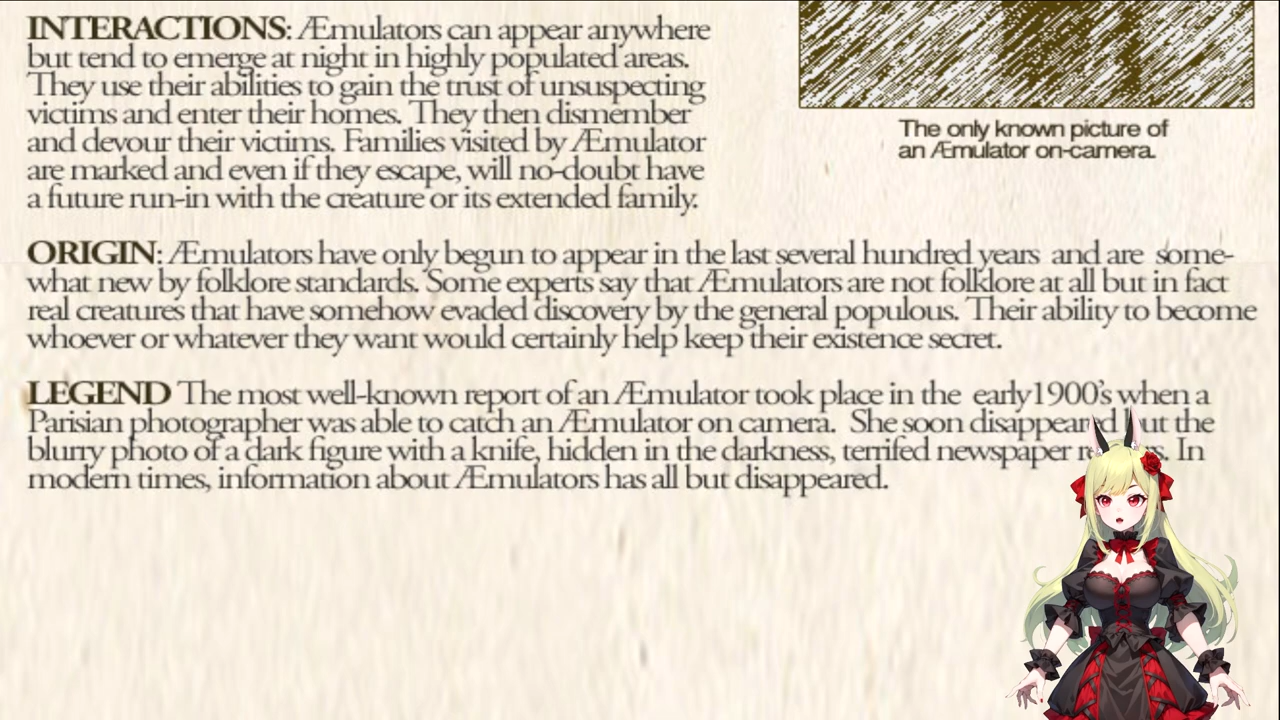 INTERACTIONS: Æmulators can appear anywhere
but tend to emerge at night in highly populated areas.
They use their abilities to gain the trust of unsuspecting
victims and enter their homes. They then dismember
and devour their victims. Families visited by Æmulator
are marked and even if they escape, will no-doubt have
a future run-in with the creature or its extended family.
The only known picture of
an Æmulator on-camera.
ORIGIN: Æmulators have only begun to appear in the last several hundred years and are some-
what new by folklore standards. Some experts say that Æmulators are not folklore at all but in fact
real creatures that have somehow evaded discovery by the general populous. Their ability to become
whoever or whatever they want would certainly help keep their existence secret.
LEGEND The most well-known report of an Æmulator took place in the early1900's when a
Parisian photographer was able to catch an Æmulator on camera. She soon disappeared but the
blurry photo of a dark figure with a knife, hidden in the darkness, terrifed newspaper In
modern times, information about Æmulators has all but disappeared.